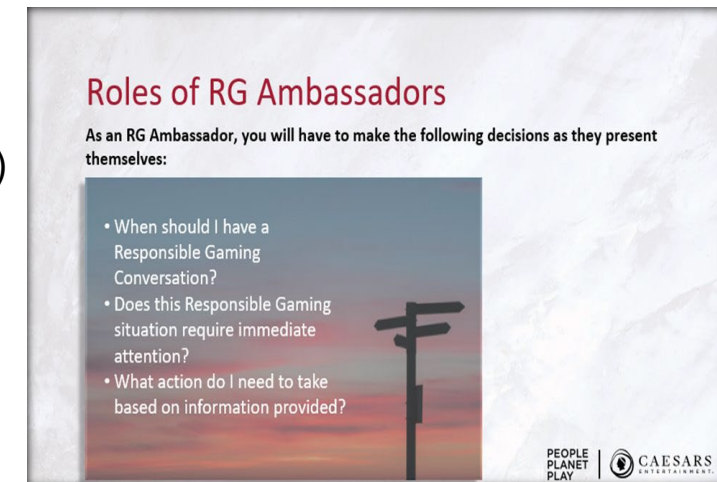 )
Roles of RG Ambassadors
As an RG Ambassador, you will have to make the following decisions as they present
themselves:
• When should I have a
Responsible Gaming
Conversation?
• Does this Responsible Gaming
situation require immediate
attention?
• What action do I need to take
based on information provided?
PEOPLE
PLANET
PLAY
CAESARS
ENTERTAINMENT.